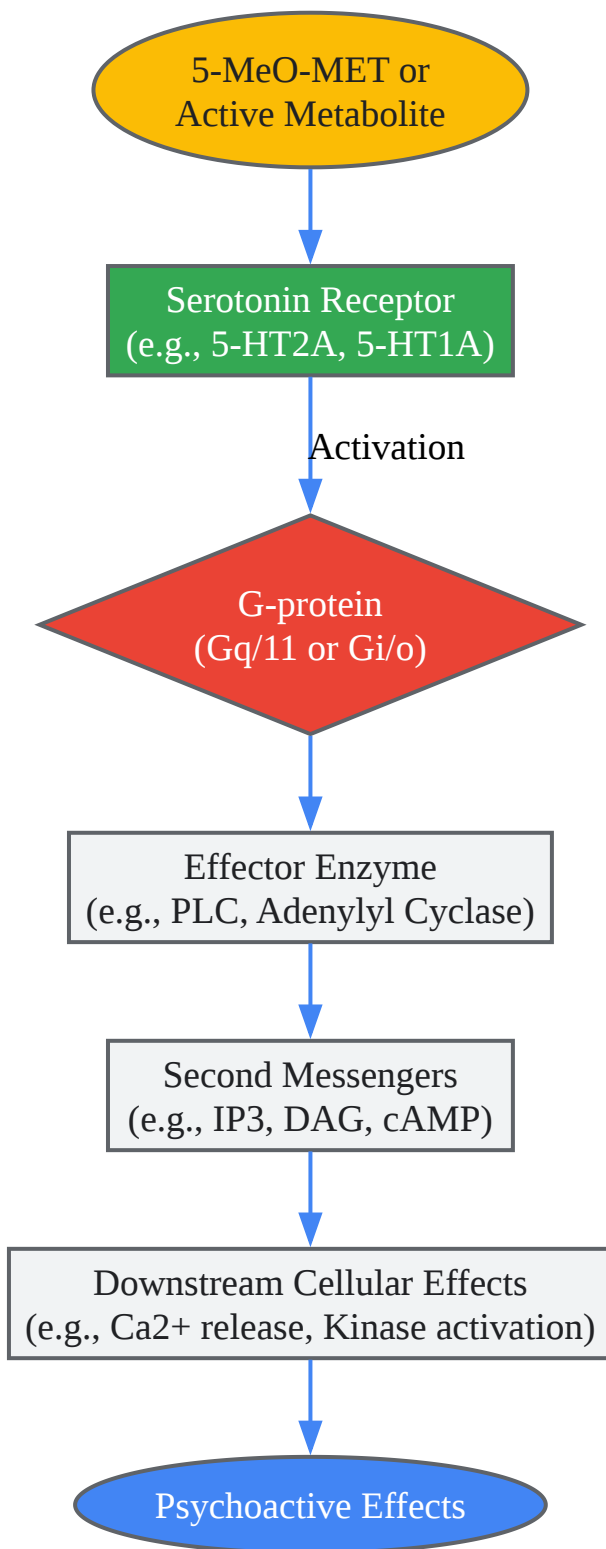 5-MeO-MET or
Active Metabolite
Serotonin Receptor
(e.g., 5-HT2A, 5-HT1A)
Activation
G-protein
(Gq/11 or Gi/o)
Effector Enzyme
(e.g., PLC, Adenylyl Cyclase)
Second Messengers
(e.g., IP3, DAG, cAMP)
Downstream Cellular Effects
(e.g., Ca2+ release, Kinase activation)
Psychoactive Effects